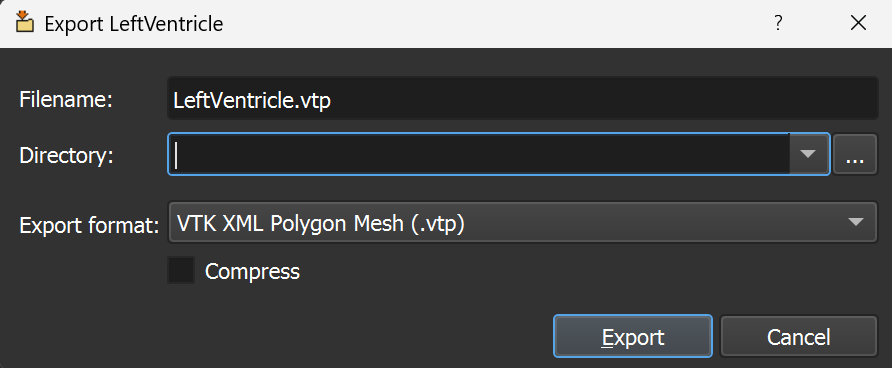 Export LeftVentricle
?
Filename:
LeftVentricle.vtp
Directory:
...
Export format:
VTK XML Polygon Mesh (.vtp)
Compress
Export
Cancel